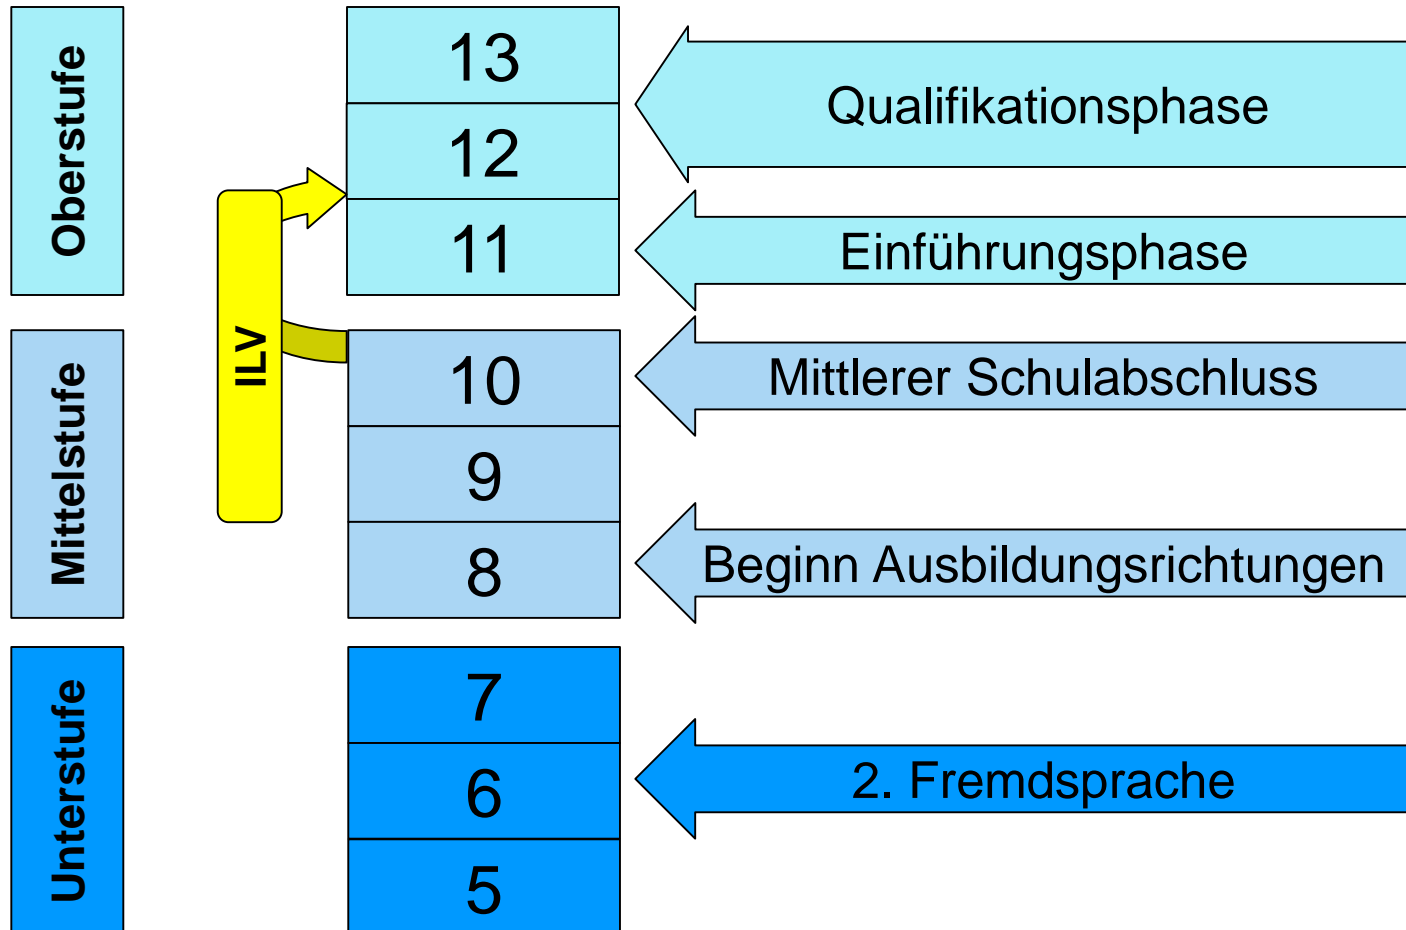 Oberstufe
13
Qualifikationsphase
12
11
Einführungsphase
ILV
Mittelstufe
10
Mittlerer Schulabschluss
9
8
Beginn Ausbildungsrichtungen
Unterstufe
7
6
2. Fremdsprache
5